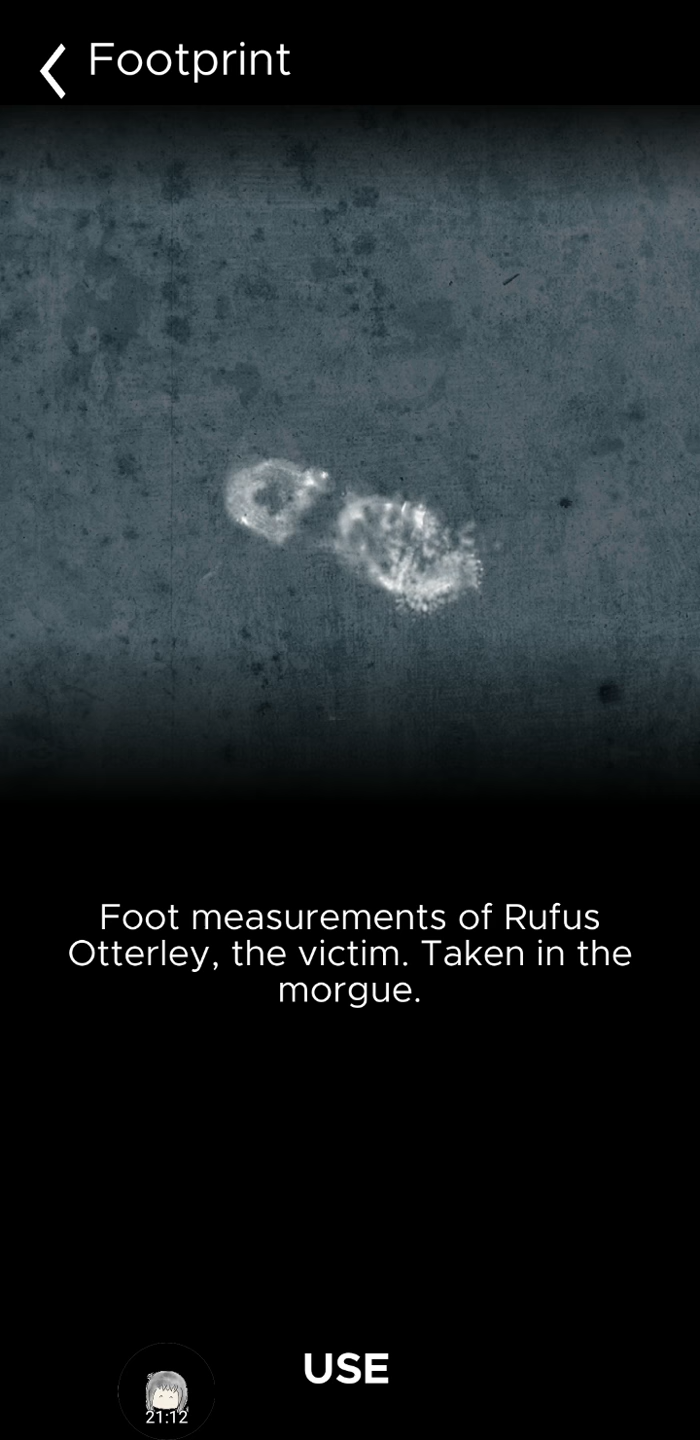 Footprint
Foot measurements of Rufus
Otterley, the victim. Taken in the
morgue.
USE
21:12